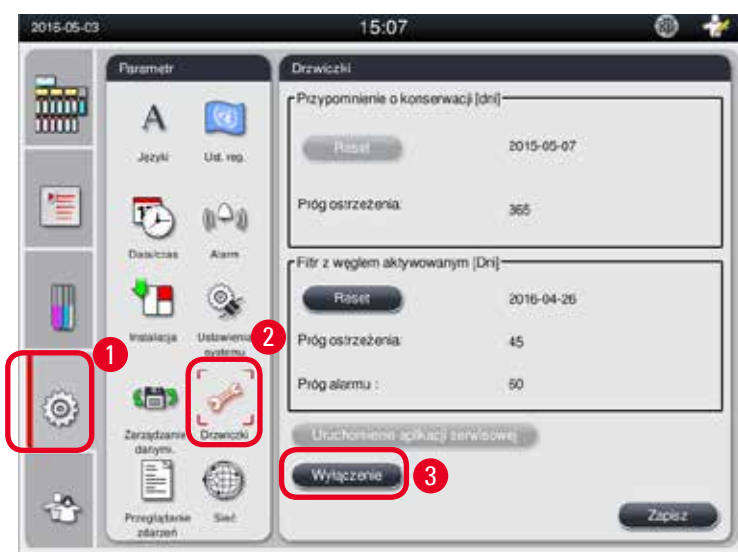 2016-05-03
15:07
Parametr
Drzwiczki
Języki
Ust. reg.
Data/czas
Alarm
Instalacja
Ustawienia
systemu
Zarządzanie
danymi.
Drzwiczki
Przeglądanie
zdarzeń
Sieć
Przypomnienie o konserwacji [dni]
Reset
2015-05-07
Próg ostrzeżenia:
365
Filtr z węglem aktywowanym [Dni]
Reset
2016-04-26
Próg ostrzeżenia:
45
Próg alarmu :
60
Uruchomienie aplikacji serwisowej
Wyłączenie
Zapisz
1
2
3